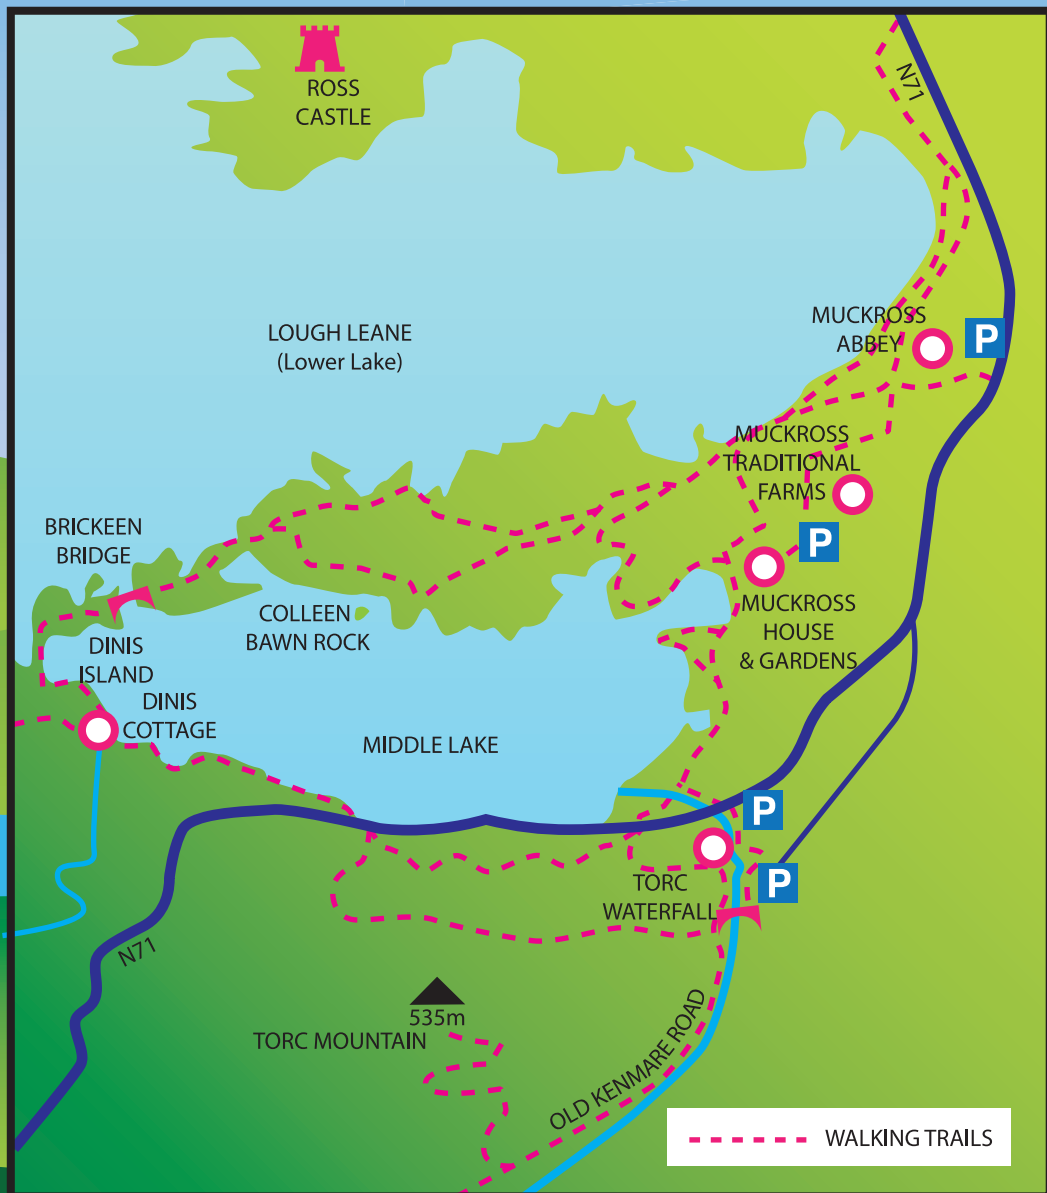 ROSS
CASTLE
N71
LOUGH LEANE
(Lower Lake)
MUCKROSS
ABBEY
P
MUCKROSS
TRADITIONAL
FARMS
BRICKEEN
BRIDGE
P
COLLEEN
BAWN ROCK
MUCKROSS
HOUSE
& GARDENS
DINIS
ISLAND
DINIS
COTTAGE
MIDDLE LAKE
P
TORC
WATERFALL
P
N71
535m
TORC MOUNTAIN
OLD KENMARE ROAD
WALKING TRAILS